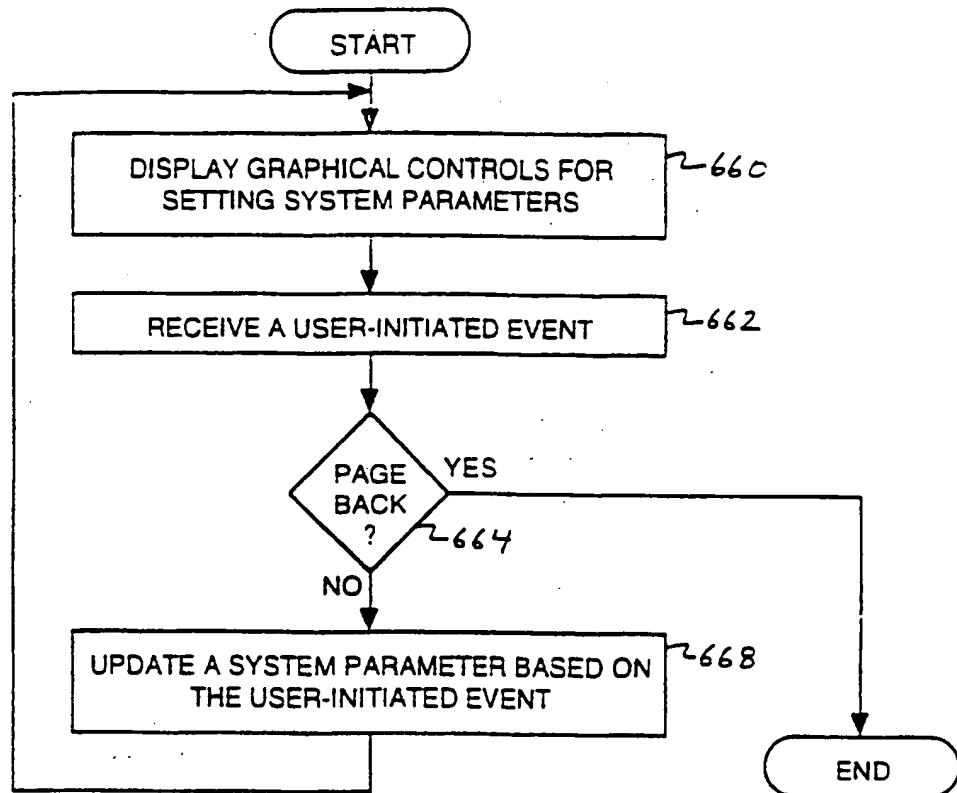 START
DISPLAY GRAPHICAL CONTROLS FOR
SETTING SYSTEM PARAMETERS
660
RECEIVE A USER-INITIATED EVENT
662
PAGE
BACK
?
YES
664
NO
UPDATE A SYSTEM PARAMETER BASED ON
THE USER-INITIATED EVENT
668
END